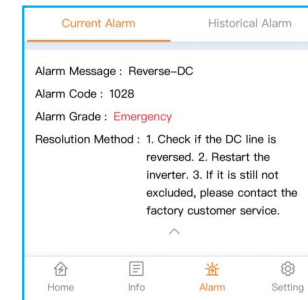 Current Alarm Historical Alarm
Alarm Message : Reverse-DC
Alarm Code : 1028
Alarm Grade : Emergency
Resolution Method : 1. Check if the DC line is
reversed. 2. Restart the
inverter. 3. If it is still not
excluded, please contact the
factory customer service.
Home Info Alarm Setting